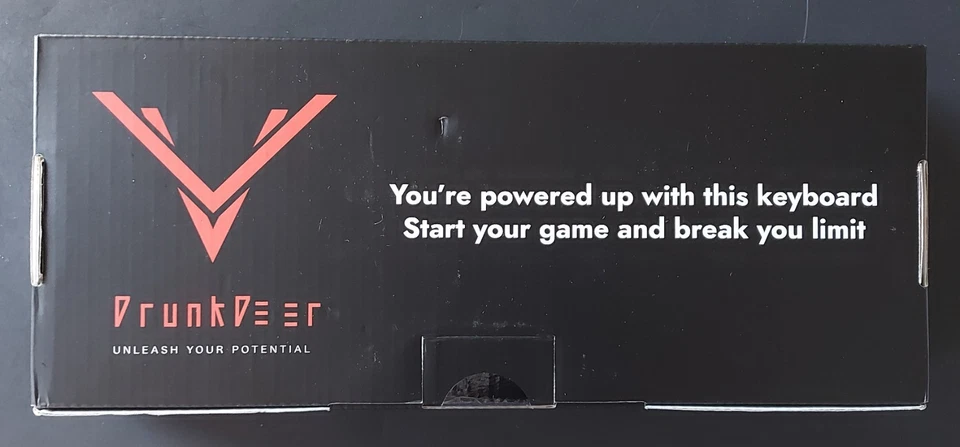 You're powered up with this keyboard
Start your game and break you limit
DrunkDeer
UNLEASH YOUR POTENTIAL